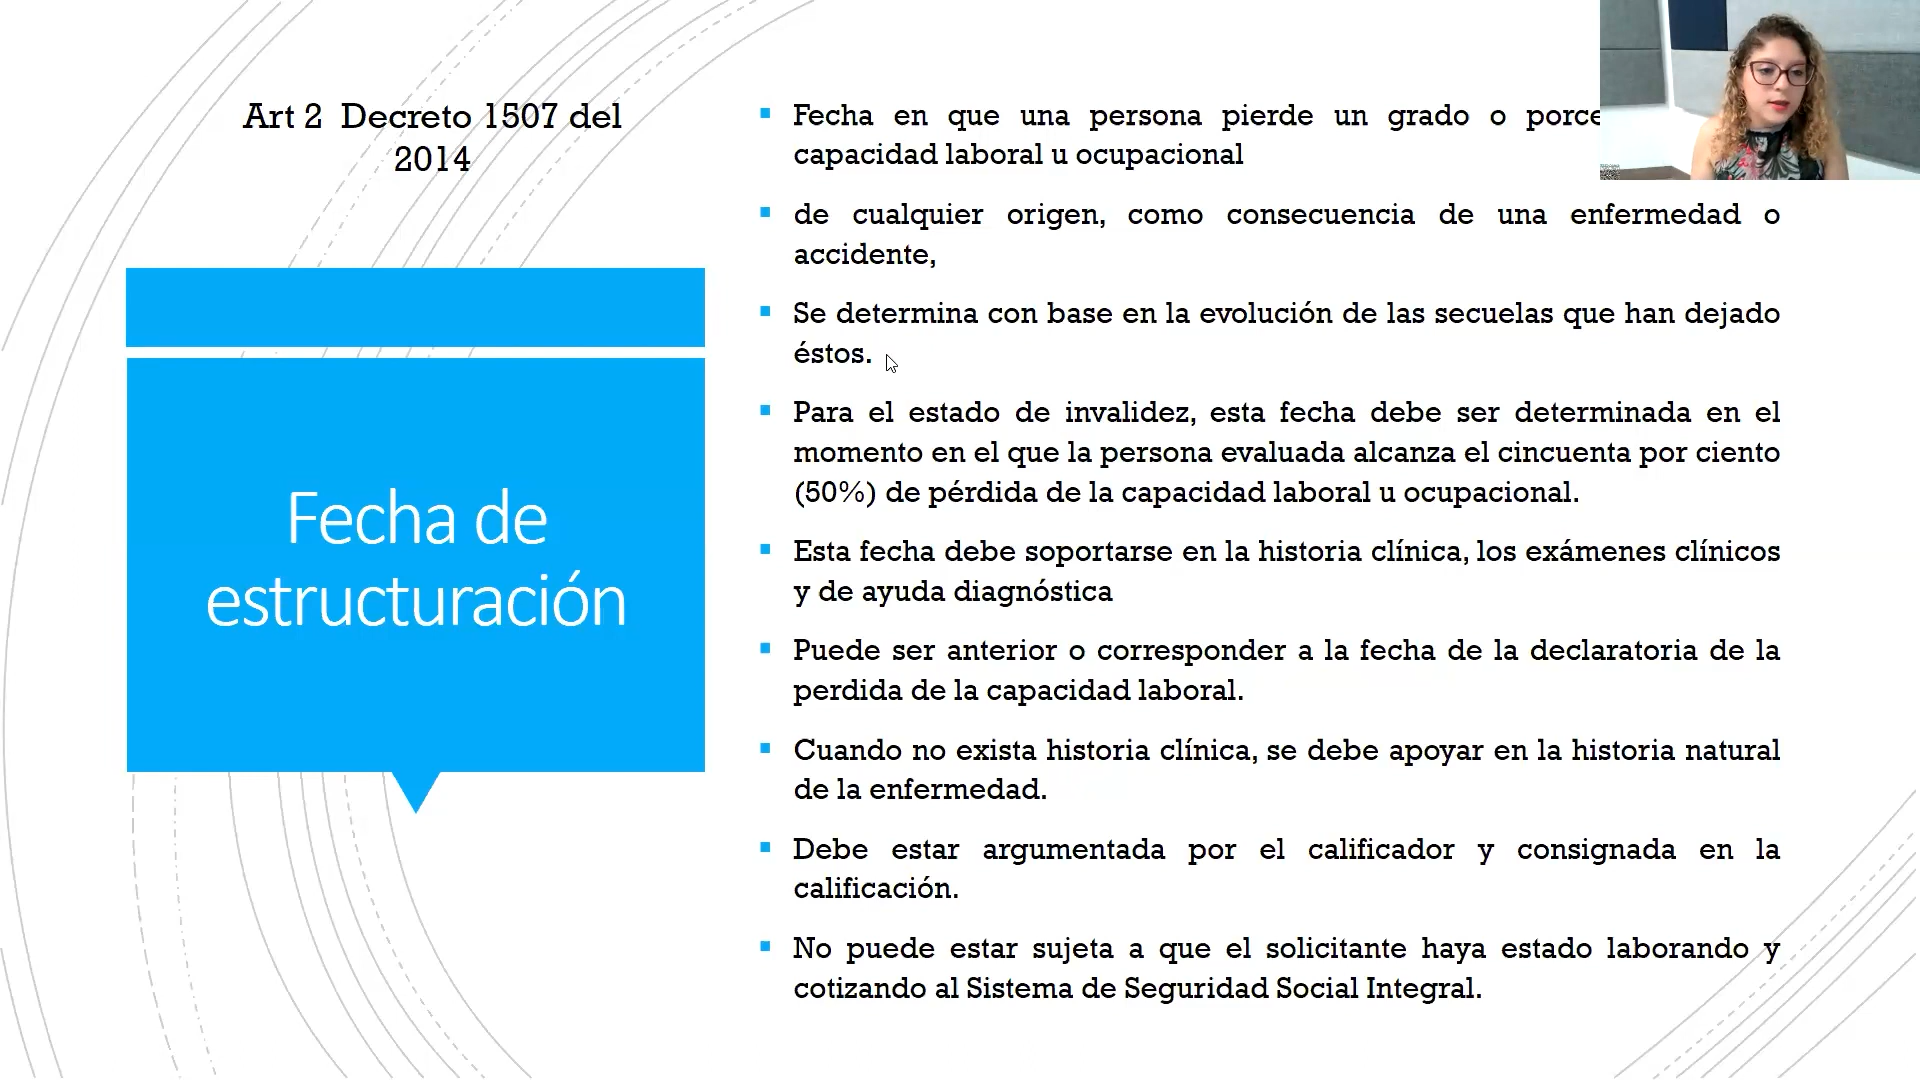 Art 2 Decreto 1507 del
2014
Fecha de
estructuración
Fecha en que una persona pierde un grado o
capacidad laboral u ocupacional
de cualquier origen, como consecuencia de una enfermedad o
accidente,
Se determina con base en la evolución de las secuelas que han dejado
éstos.
Para el estado de invalidez, esta fecha debe ser determinada en el
momento en el que la persona evaluada alcanza el cincuenta por ciento
(50%) de pérdida de la capacidad laboral u ocupacional.
Esta fecha debe soportarse en la historia clínica, los exámenes clínicos
y de ayuda diagnóstica
Puede ser anterior o corresponder a la fecha de la declaratoria de la
perdida de la capacidad laboral.
Cuando no exista historia clínica, se debe apoyar en la historia natural
de la enfermedad.
Debe estar argumentada por el calificador y consignada en la
calificación.
No puede estar sujeta a que el solicitante haya estado laborando y
cotizando al Sistema de Seguridad Social Integral.